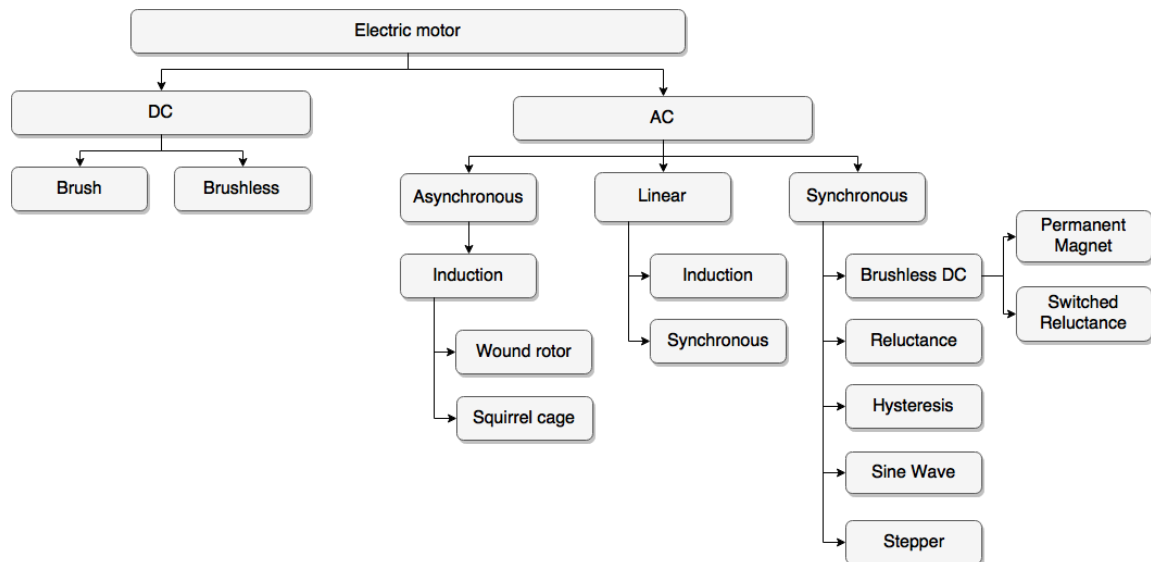 Electric motor
DC
AC
Brush
Brushless
Asynchronous
Linear
Synchronous
Induction
Wound rotor
Squirrel cage
Induction
Synchronous
Brushless DC
Reluctance
Hysteresis
Sine Wave
Stepper
Permanent
Magnet
Switched
Reluctance